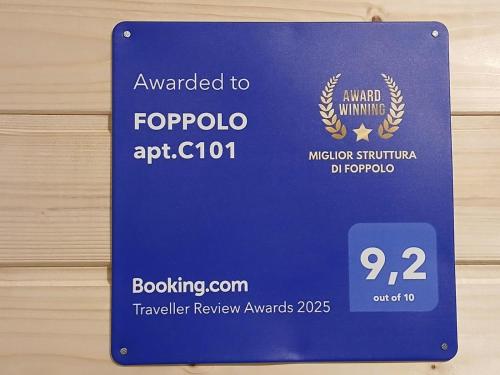 Awarded to
FOPPOLO
apt.C101
AWARD
WINNING
MIGLIOR STRUTTURA
DI FOPPOLO
9,2
out of 10
Booking.com
Traveller Review Awards 2025